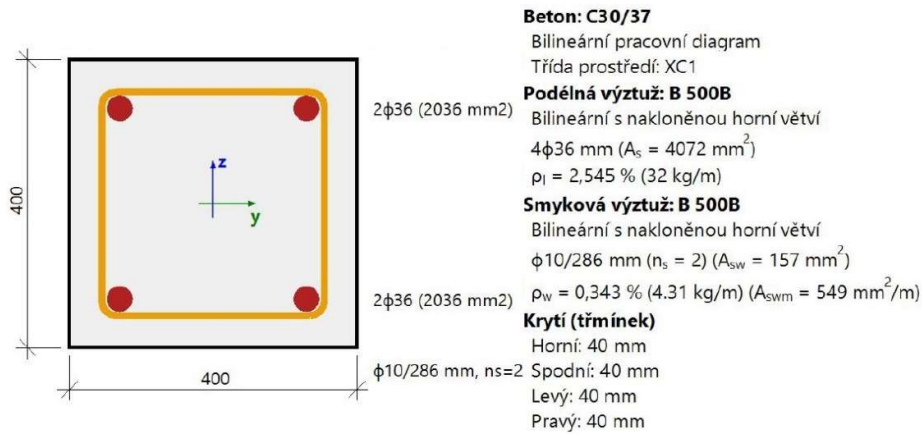 400
400
z
y
2ϕ36 (2036 mm2)
2ϕ36 (2036 mm2)
ϕ10/286 mm, ns=2
Beton: C30/37
Bilineární pracovní diagram
Třída prostředí: XC1
Podélná výztuž: B 500B
Bilineární s nakloněnou horní větví
4ϕ36 mm (Aₛ = 4072 mm²)
ρₗ = 2,545 % (32 kg/m)
Smyková výztuž: B 500B
Bilineární s nakloněnou horní větví
ϕ10/286 mm (nₛ = 2) (Asw = 157 mm²)
ρw = 0,343 % (4.31 kg/m) (Aswm = 549 mm²/m)
Krytí (třmínek)
Horní: 40 mm
Spodní: 40 mm
Levý: 40 mm
Pravý: 40 mm